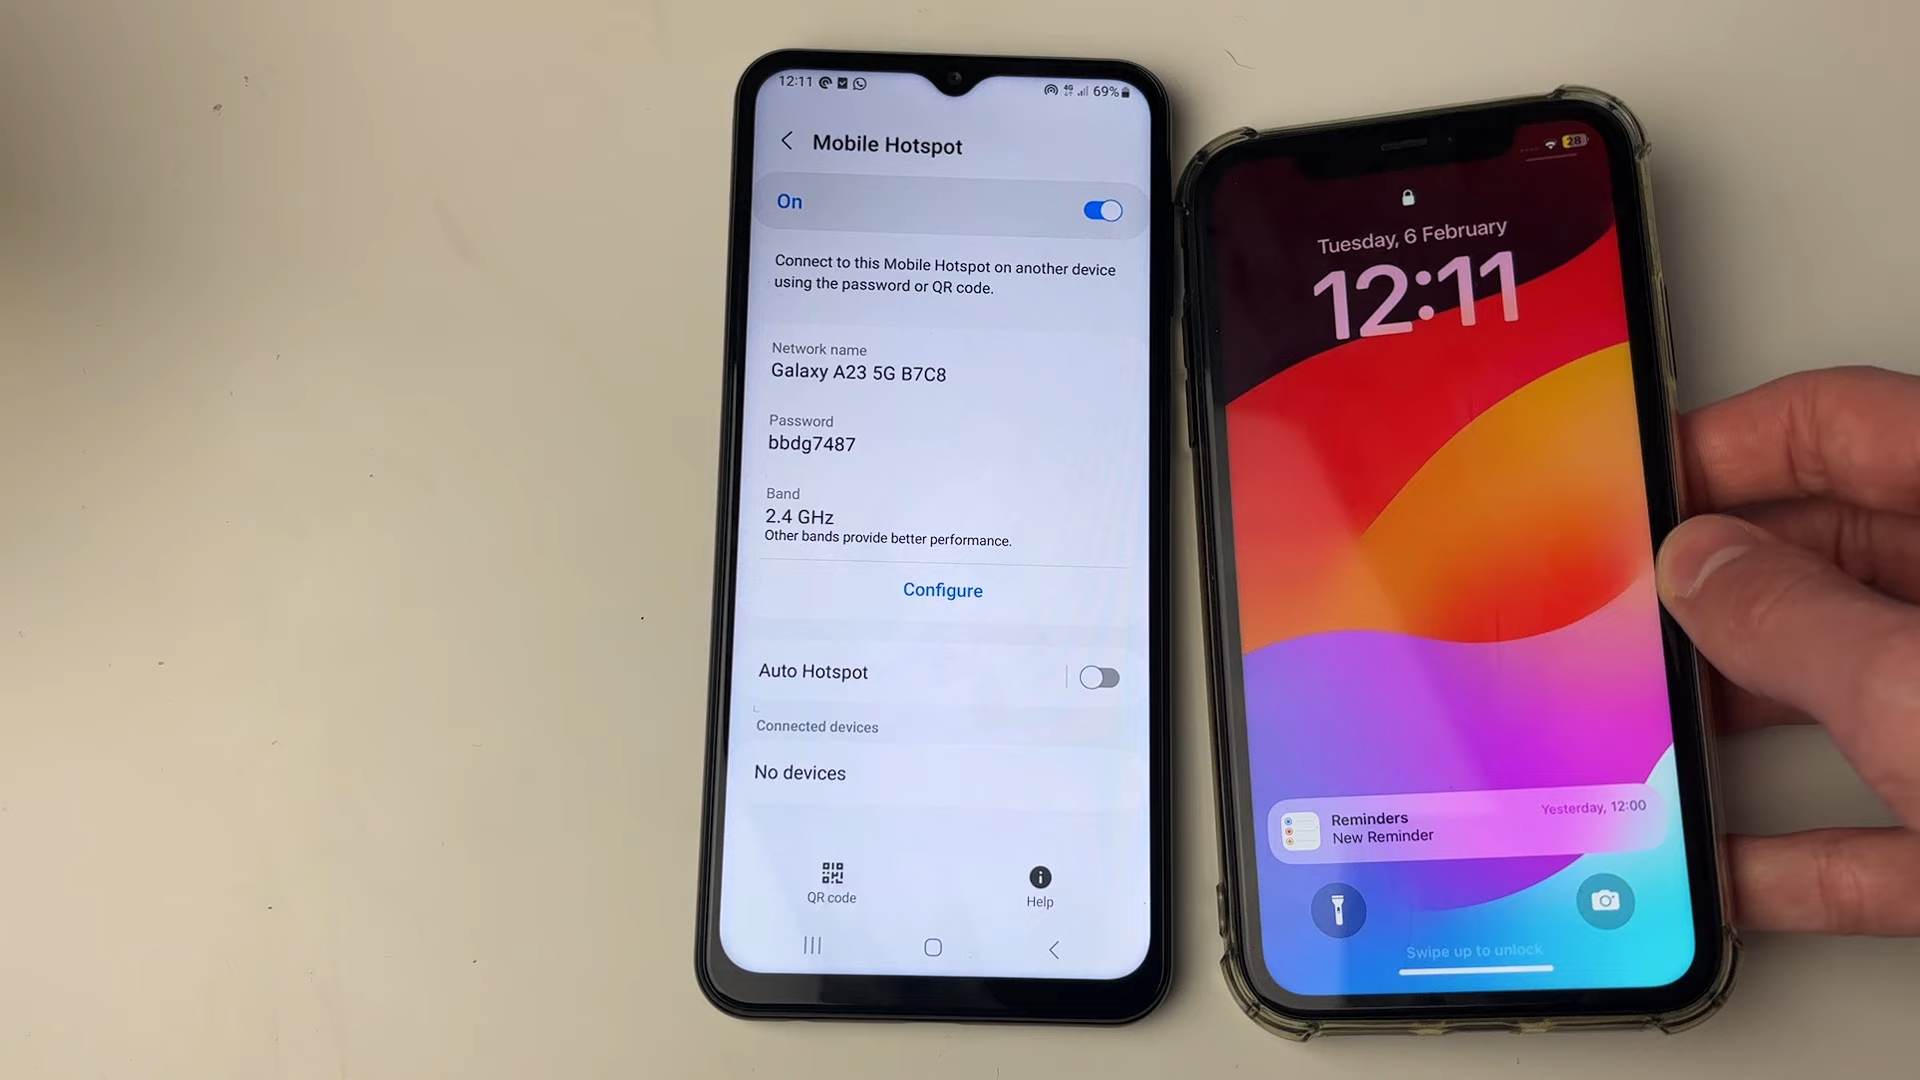 12:11
4G
69%
Mobile Hotspot
On
Connect to this Mobile Hotspot on another device
using the password or QR code.
Network name
Galaxy A23 5G B7C8
Password
bbdg7487
Band
2.4 GHz
Other bands provide better performance.
Configure
Auto Hotspot
Connected devices
No devices
QR code
Help
28
Tuesday, 6 February
12:11
Reminders
Yesterday, 12:00
New Reminder
Swipe up to unlock